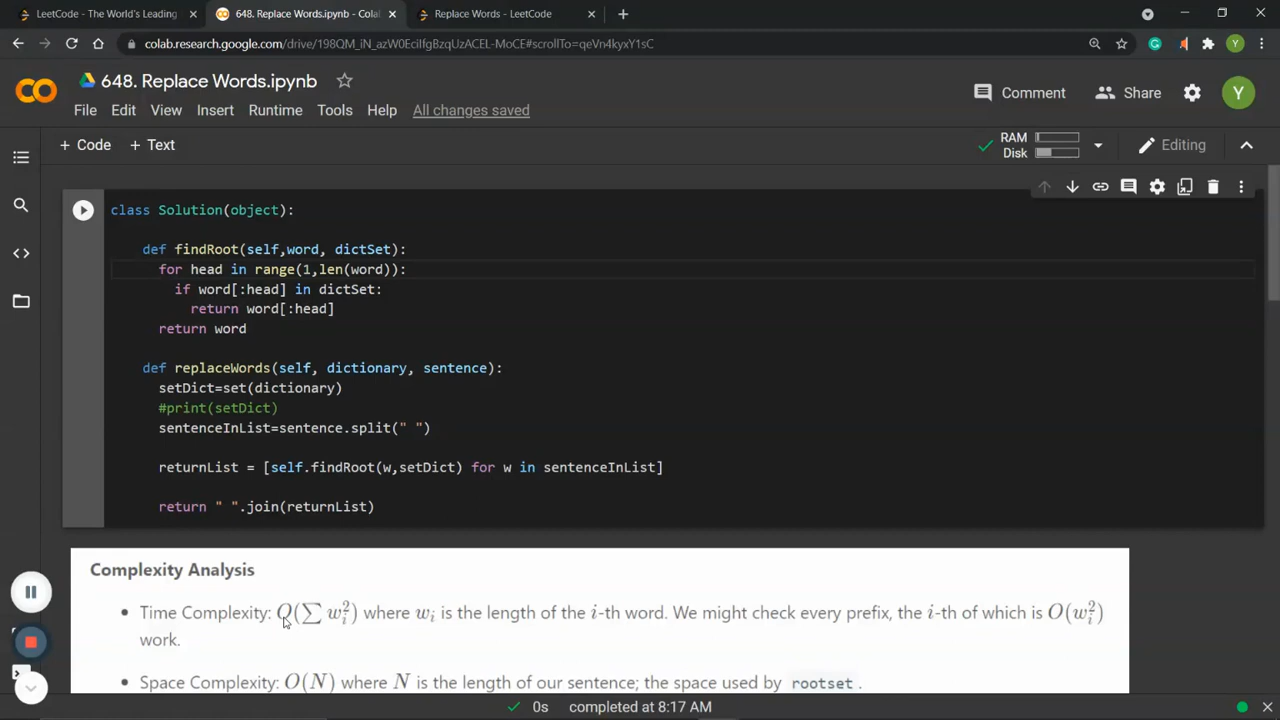 LeetCode - The World's Leading
648. Replace Words.ipynb - Colab
Replace Words - LeetCode
colab.research.google.com/drive/198QM_iN_azW0EciIfgBzqUzACEL-MoCE#scrollTo=qeVn4kyxY1sC
Y
648. Replace Words.ipynb
Comment
Share
Y
File Edit View Insert Runtime Tools Help All changes saved
+ Code + Text
RAM
Disk
Editing
class Solution(object):
def findRoot(self,word, dictSet):
for head in range(1,len(word)):
if word[:head] in dictSet:
return word[:head]
return word
def replaceWords(self, dictionary, sentence):
setDict=set(dictionary)
#print(setDict)
sentenceInList=sentence.split(" ")
returnList = [self.findRoot(w,setDict) for w in sentenceInList]
return " ".join(returnList)
Complexity Analysis
• Time Complexity: O(∑ w_i^2) where w_i is the length of the i-th word. We might check every prefix, the i-th of which is O(w_i^2)
work.
• Space Complexity: O(N) where N is the length of our sentence; the space used by rootset.
0s completed at 8:17 AM